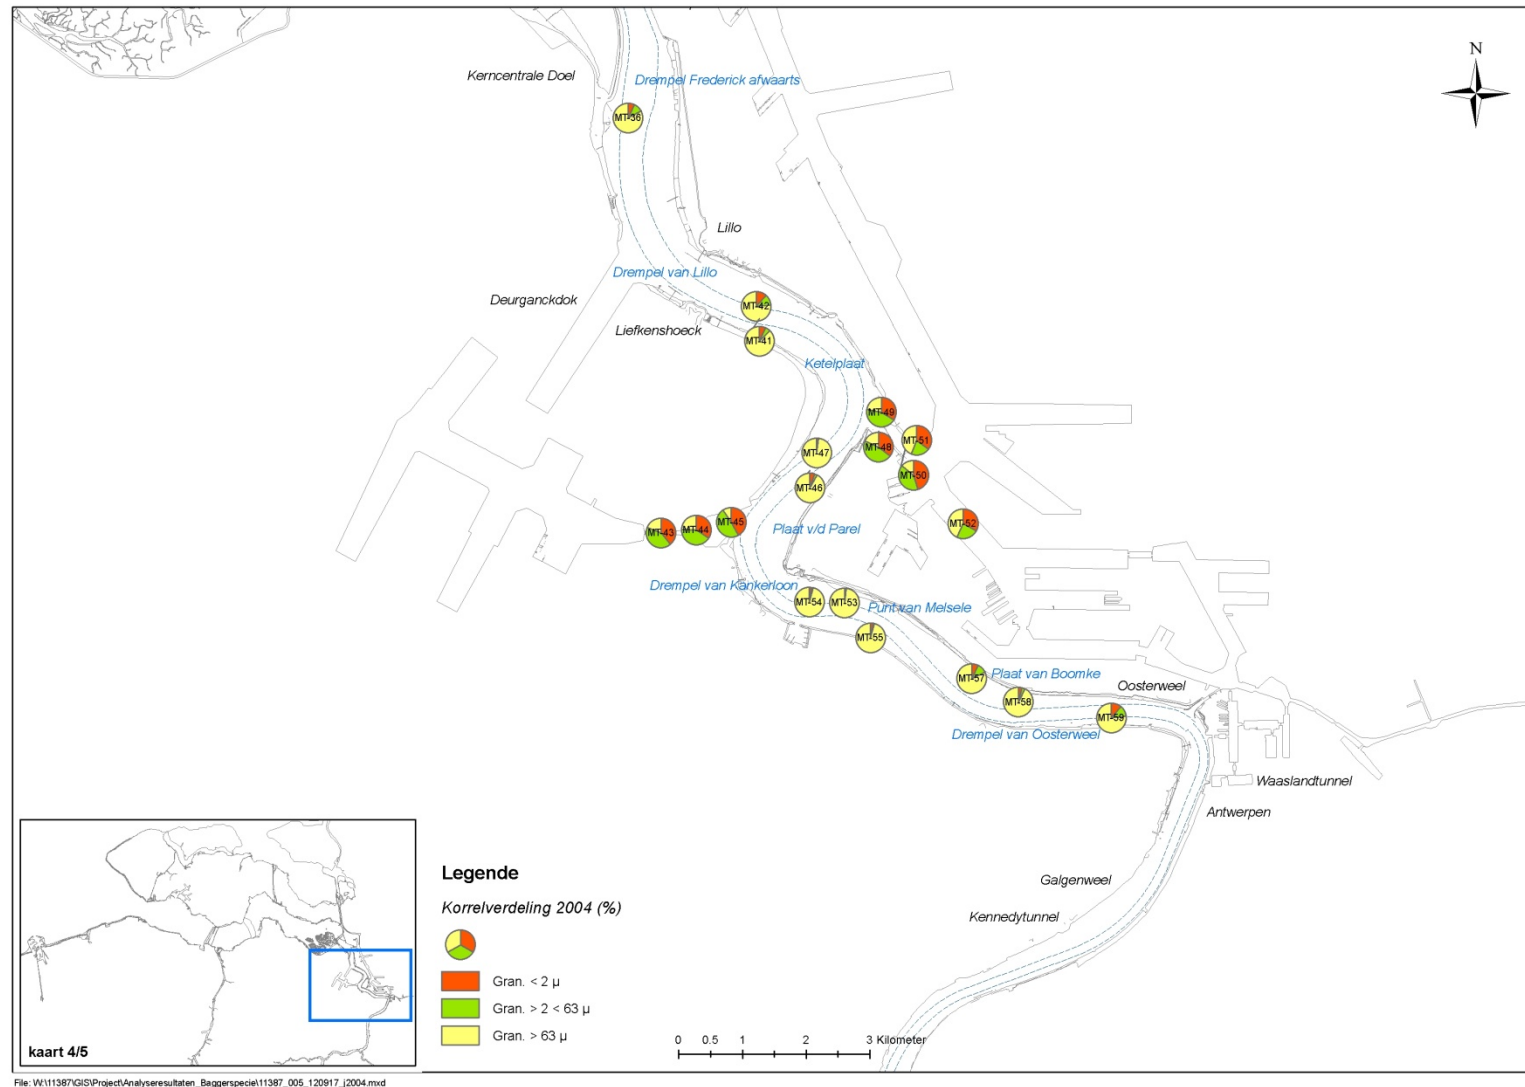 N
Kerncentrale Doel
Drempel Frederick afwaarts
MT-36
Lillo
Drempel van Lillo
Deurganckdok
MT-42
Liefkenshoeck
MT-41
Ketelplaat
MT-49
MT-51
MT-48
MT-47
MT-50
MT-46
MT-45
MT-44
MT-43
Plaat v/d Parel
MT-52
Drempel van Kankerloon
MT-54
MT-53
Punt van Melsele
MT-55
MT-57
Plaat van Boomke
Oosterweel
MT-58
MT-59
Drempel van Oosterweel
Waaslandtunnel
Antwerpen
Galgenweel
Kennedytunnel
Legende
Korrelverdeling 2004 (%)
Gran. < 2 µ
Gran. > 2 < 63 µ
Gran. > 63 µ
0 0.5 1 2 3 Kilometer
kaart 4/5
File: W:\11387\GIS\Project\Analyseresultaten_Baggerspecie\11387_005_120917_j2004.mxd